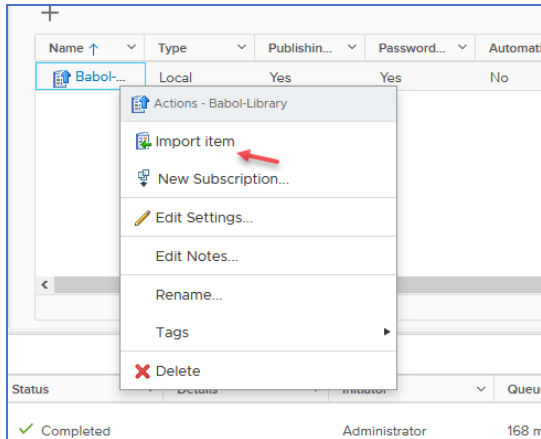 +
Name ↑ Type Publishin... Password... Automati
Babol-... Local Yes Yes No
Actions - Babol-Library
Import item
New Subscription...
Edit Settings...
Edit Notes...
Rename...
Tags
Delete
Status Details Initiator Queu
Completed Administrator 168 m